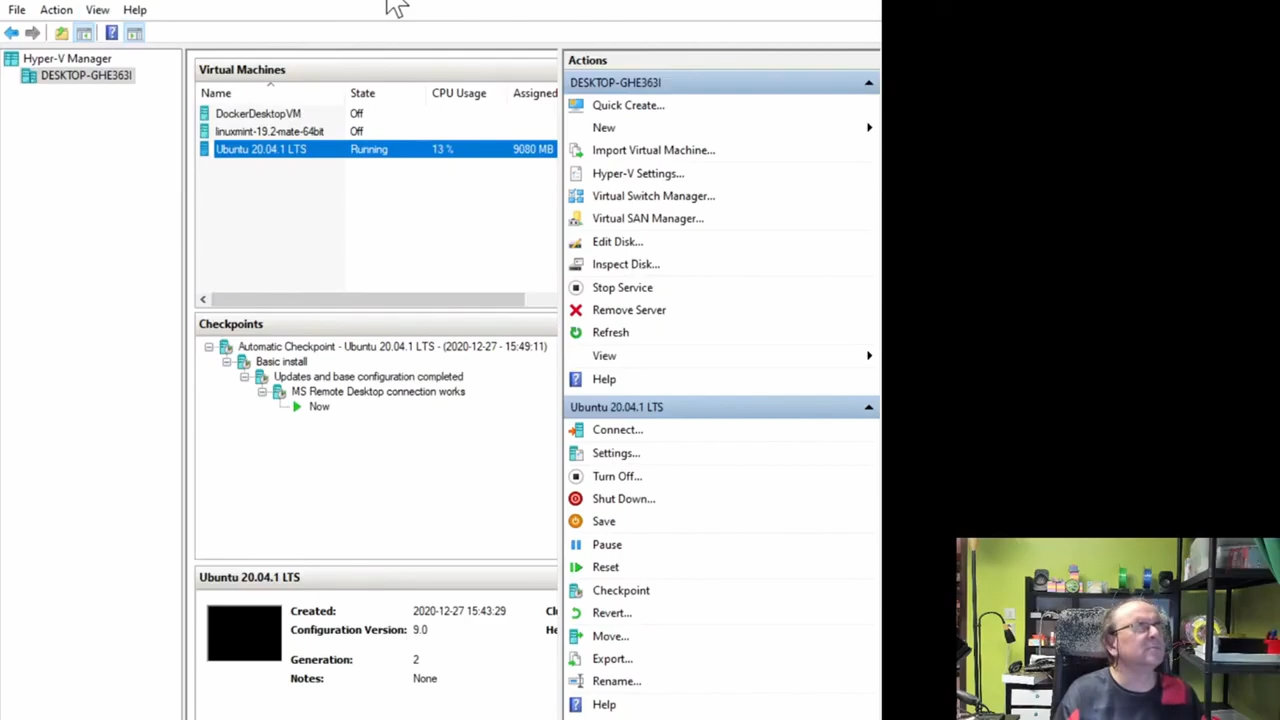 File Action View Help
Hyper-V Manager
DESKTOP-GHE363I
Virtual Machines
Name State CPU Usage Assigned
DockerDesktopVM Off
linuxmint-19.2-mate-64bit Off
Ubuntu 20.04.1 LTS Running 13 % 9080 MB
Checkpoints
Automatic Checkpoint - Ubuntu 20.04.1 LTS - (2020-12-27 - 15:49:11)
Basic install
Updates and base configuration completed
MS Remote Desktop connection works
Now
Ubuntu 20.04.1 LTS
Created: 2020-12-27 15:43:29 Cl
Configuration Version: 9.0 He
Generation: 2
Notes: None
Actions
DESKTOP-GHE363I
Quick Create...
New
Import Virtual Machine...
Hyper-V Settings...
Virtual Switch Manager...
Virtual SAN Manager...
Edit Disk...
Inspect Disk...
Stop Service
Remove Server
Refresh
View
Help
Ubuntu 20.04.1 LTS
Connect...
Settings...
Turn Off...
Shut Down...
Save
Pause
Reset
Checkpoint
Revert...
Move...
Export...
Rename...
Help